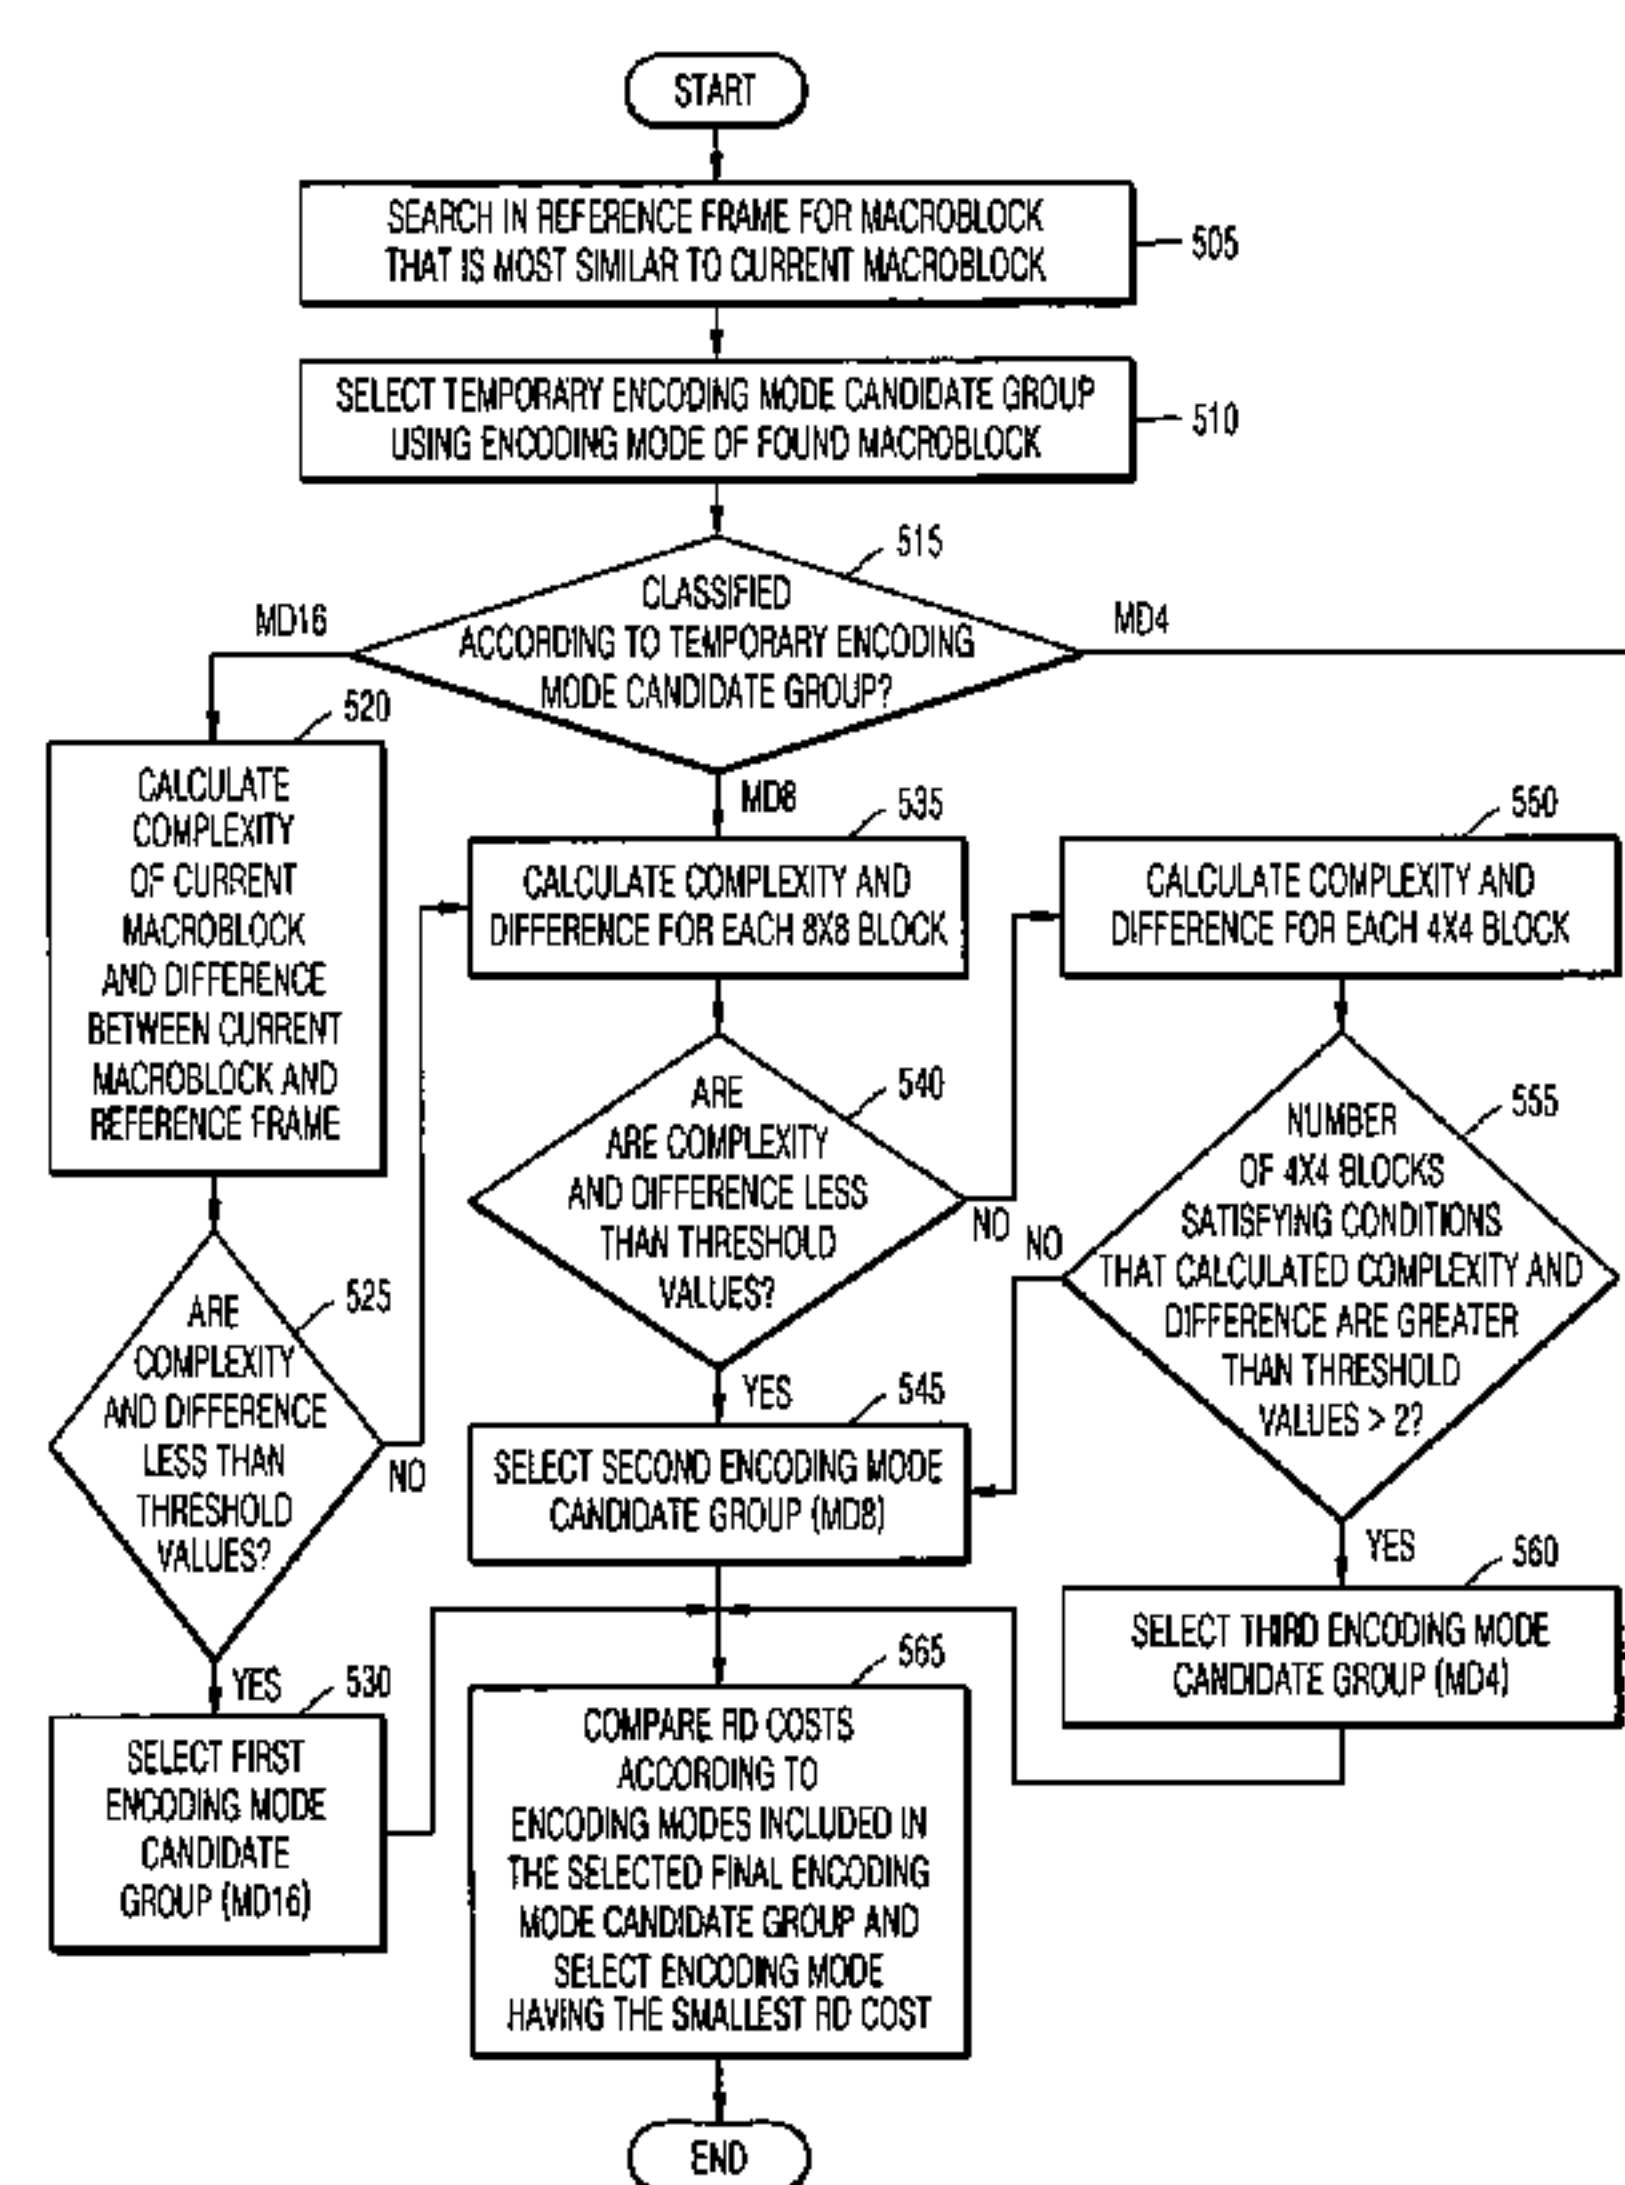 START
SEARCH IN REFERENCE FRAME FOR MACROBLOCK
THAT IS MOST SIMILAR TO CURRENT MACROBLOCK
505
SELECT TEMPORARY ENCODING MODE CANDIDATE GROUP
USING ENCODING MODE OF FOUND MACROBLOCK
510
515
CLASSIFIED
ACCORDING TO TEMPORARY ENCODING
MODE CANDIDATE GROUP?
MD16
MD4
MD8
520
CALCULATE
COMPLEXITY
OF CURRENT
MACROBLOCK
AND DIFFERENCE
BETWEEN CURRENT
MACROBLOCK AND
REFERENCE FRAME
525
ARE
COMPLEXITY
AND DIFFERENCE
LESS THAN
THRESHOLD
VALUES?
NO
YES
530
SELECT FIRST
ENCODING MODE
CANDIDATE
GROUP (MD16)
535
CALCULATE COMPLEXITY AND
DIFFERENCE FOR EACH 8X8 BLOCK
540
ARE
ARE COMPLEXITY
AND DIFFERENCE LESS
THAN THRESHOLD
VALUES?
NO
YES
545
SELECT SECOND ENCODING MODE
CANDIDATE GROUP (MD8)
550
CALCULATE COMPLEXITY AND
DIFFERENCE FOR EACH 4X4 BLOCK
555
NUMBER
OF 4X4 BLOCKS
SATISFYING CONDITIONS
THAT CALCULATED COMPLEXITY AND
DIFFERENCE ARE GREATER
THAN THRESHOLD
VALUES > 2?
NO
YES
560
SELECT THIRD ENCODING MODE
CANDIDATE GROUP (MD4)
565
COMPARE RD COSTS
ACCORDING TO
ENCODING MODES INCLUDED IN
THE SELECTED FINAL ENCODING
MODE CANDIDATE GROUP AND
SELECT ENCODING MODE
HAVING THE SMALLEST RD COST
END